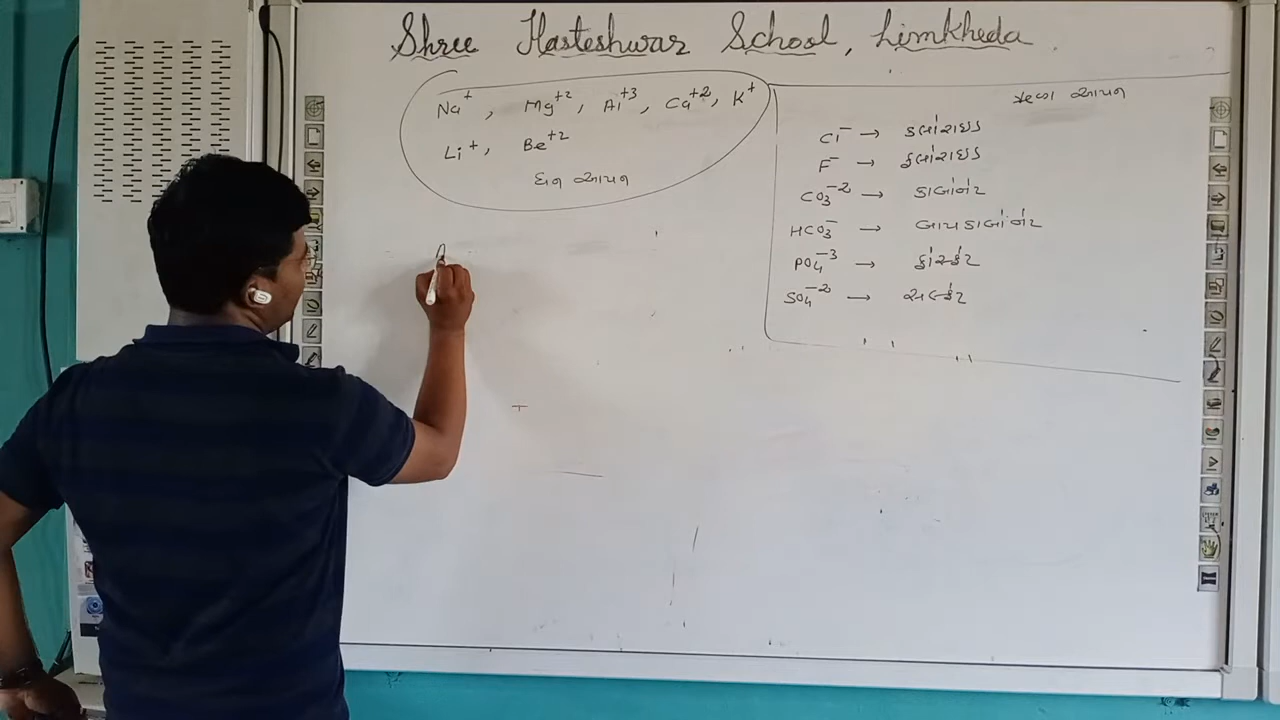 Shree Hasteshwar School, Limkheda
Na⁺, Mg⁺², Al⁺³, Ca⁺², K⁺
Li⁺, Be⁺²
ધન આયન
ઋણ આયન
Cl⁻ → ક્લોરાઇડ
F⁻ → ફ્લોરાઇડ
CO₃⁻² → કાર્બોનેટ
HCO₃⁻ → બાયકાર્બોનેટ
PO₄⁻³ → ફોસ્ફેટ
SO₄⁻² → સલ્ફેટ